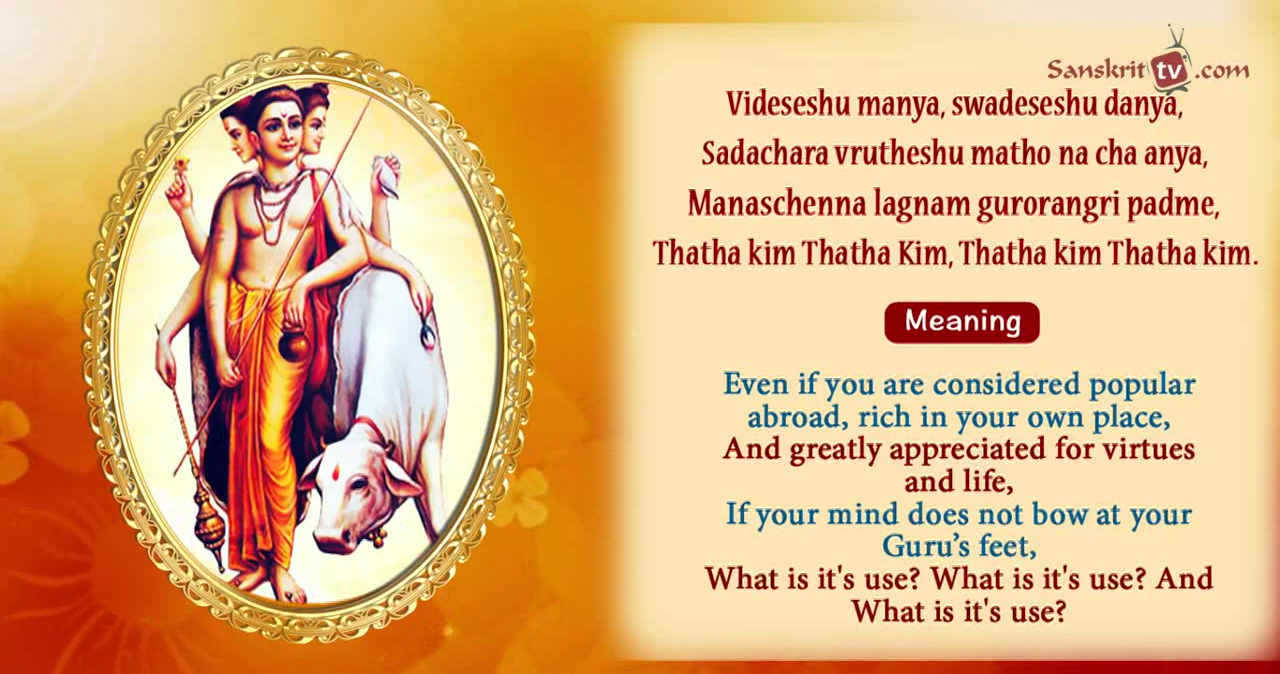 Sanskrit tv .com
Videseshu manya, swadeseshu danya,
Sadachara vrutheshu matho na cha anya,
Manaschenna lagnam gurorangri padme,
Thatha kim Thatha Kim, Thatha kim Thatha kim.
Meaning
Even if you are considered popular
abroad, rich in your own place,
And greatly appreciated for virtues
and life,
If your mind does not bow at your
Guru’s feet,
What is it's use? What is it's use? And
What is it's use?